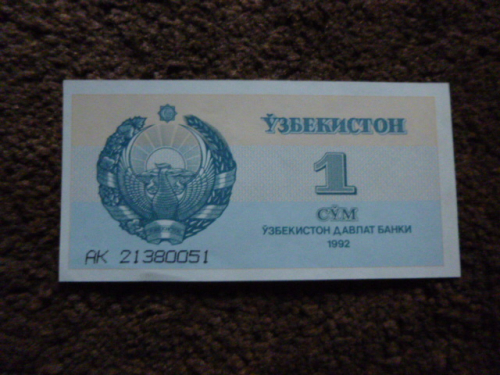 ЎЗБЕКИСТОН
1
СЎМ
ЎЗБЕКИСТОН ДАВЛАТ БАНКИ
1992
АК 21380051